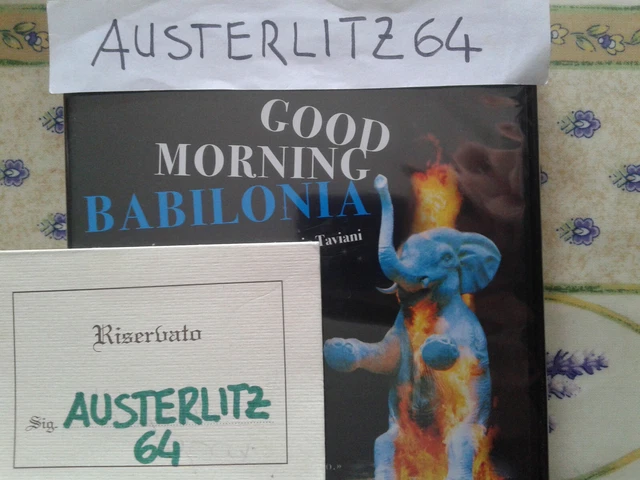 AUSTERLITZ 64
GOOD
MORNING
BABILONIA
Taviani
Riservato
Sig. AUSTERLITZ
64